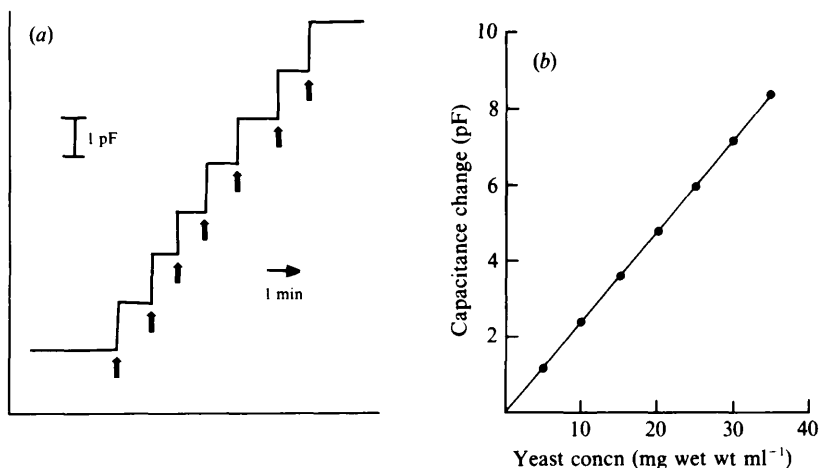 (a)
1 pF
1 min
(b)
Capacitance change (pF)
10
8
6
4
2
10 20 30 40
Yeast concn (mg wet wt ml⁻¹)